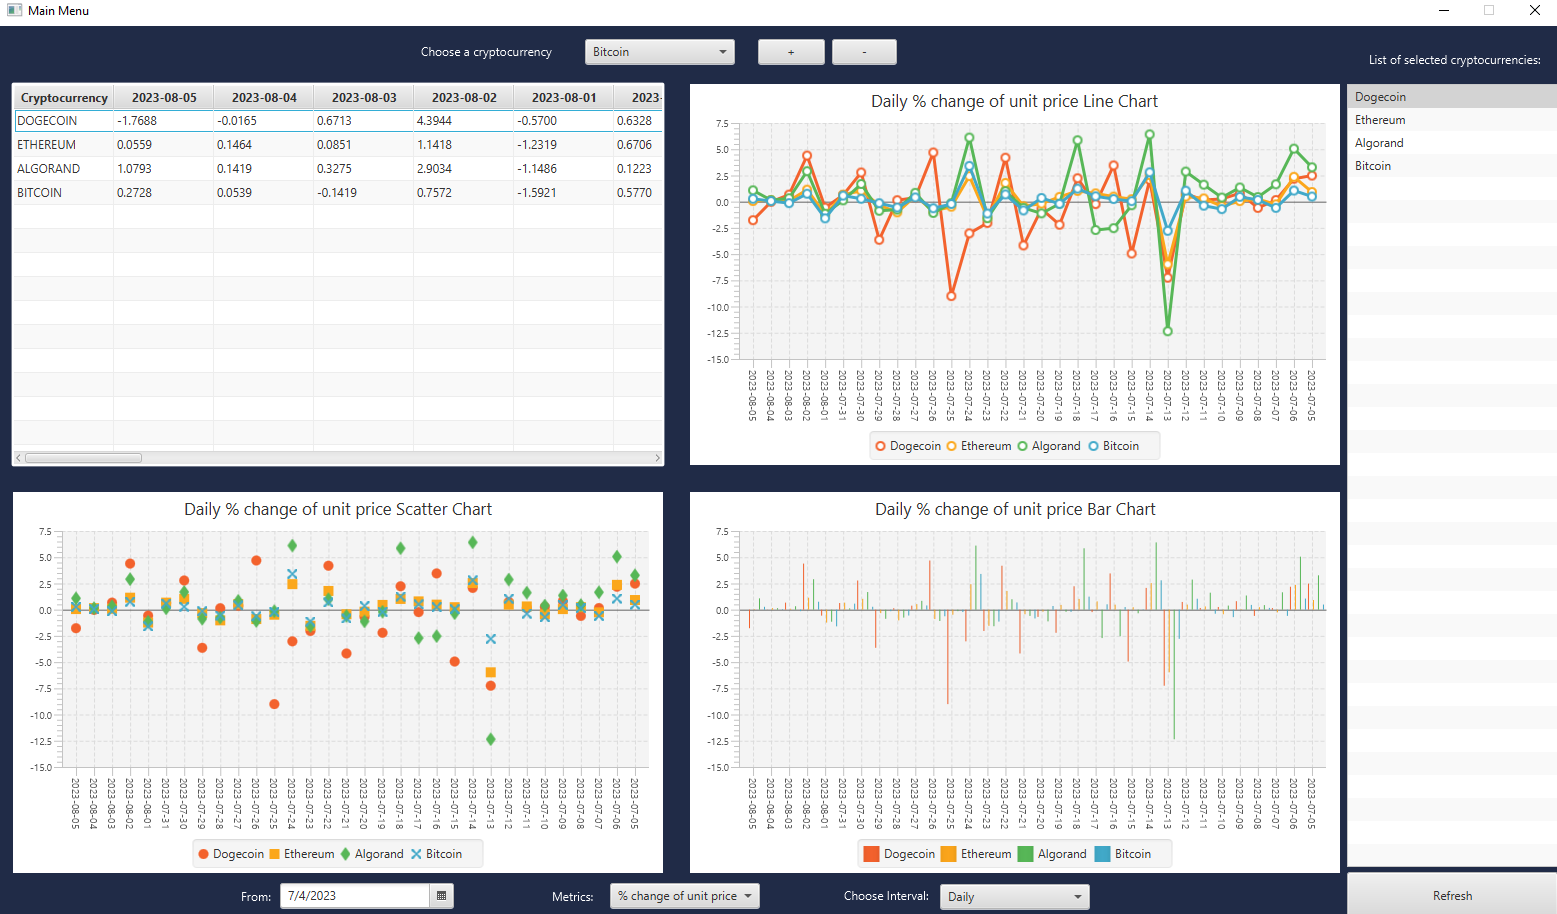 Main Menu
Choose a cryptocurrency
Bitcoin
+
-
List of selected cryptocurrencies:
Cryptocurrency 2023-08-05 2023-08-04 2023-08-03 2023-08-02 2023-08-01 2023-
DOGECOIN -1.7688 -0.0165 0.6713 4.3944 -0.5700 0.6328
ETHEREUM 0.0559 0.1464 0.0851 1.1418 -1.2319 0.6706
ALGORAND 1.0793 0.1419 0.3275 2.9034 -1.1486 0.1223
BITCOIN 0.2728 0.0539 -0.1419 0.7572 -1.5921 0.5770
Daily % change of unit price Line Chart
7.5
5.0
2.5
0.0
-2.5
-5.0
-7.5
-10.0
-12.5
-15.0
2023-08-05 2023-08-04 2023-08-03 2023-08-02 2023-08-01 2023-07-31 2023-07-30 2023-07-29 2023-07-28 2023-07-27 2023-07-26 2023-07-25 2023-07-24 2023-07-23 2023-07-22 2023-07-21 2023-07-20 2023-07-19 2023-07-18 2023-07-17 2023-07-16 2023-07-15 2023-07-14 2023-07-13 2023-07-12 2023-07-11 2023-07-10 2023-07-09 2023-07-08 2023-07-07 2023-07-06 2023-07-05
Dogecoin Ethereum Algorand Bitcoin
Dogecoin
Ethereum
Algorand
Bitcoin
Daily % change of unit price Scatter Chart
7.5
5.0
2.5
0.0
-2.5
-5.0
-7.5
-10.0
-12.5
-15.0
2023-08-05 2023-08-04 2023-08-03 2023-08-02 2023-08-01 2023-07-31 2023-07-30 2023-07-29 2023-07-28 2023-07-27 2023-07-26 2023-07-25 2023-07-24 2023-07-23 2023-07-22 2023-07-21 2023-07-20 2023-07-19 2023-07-18 2023-07-17 2023-07-16 2023-07-15 2023-07-14 2023-07-13 2023-07-12 2023-07-11 2023-07-10 2023-07-09 2023-07-08 2023-07-07 2023-07-06 2023-07-05
Dogecoin Ethereum Algorand Bitcoin
Daily % change of unit price Bar Chart
7.5
5.0
2.5
0.0
-2.5
-5.0
-7.5
-10.0
-12.5
-15.0
2023-08-05 2023-08-04 2023-08-03 2023-08-02 2023-08-01 2023-07-31 2023-07-30 2023-07-29 2023-07-28 2023-07-27 2023-07-26 2023-07-25 2023-07-24 2023-07-23 2023-07-22 2023-07-21 2023-07-20 2023-07-19 2023-07-18 2023-07-17 2023-07-16 2023-07-15 2023-07-14 2023-07-13 2023-07-12 2023-07-11 2023-07-10 2023-07-09 2023-07-08 2023-07-07 2023-07-06 2023-07-05
Dogecoin Ethereum Algorand Bitcoin
From: 7/4/2023
Metrics: % change of unit price
Choose Interval: Daily
Refresh